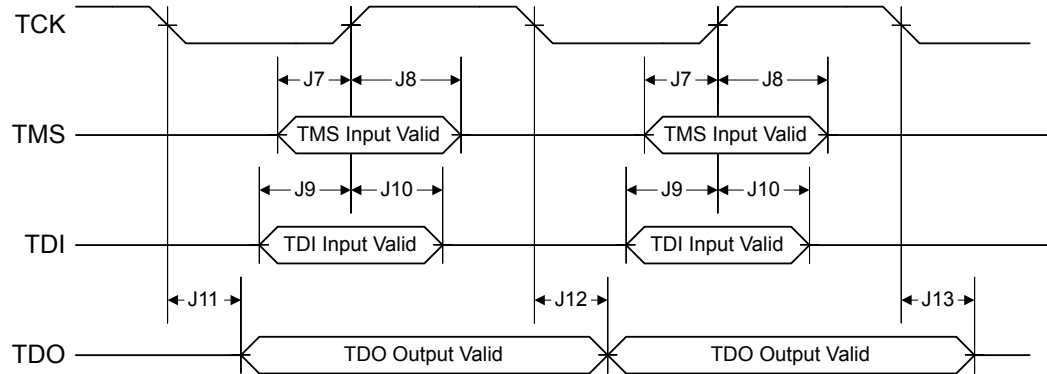 TCK
J7 J8 J7 J8
TMS TMS Input Valid TMS Input Valid
J9 J10 J9 J10
TDI TDI Input Valid TDI Input Valid
J11 J12 J13
TDO TDO Output Valid TDO Output Valid